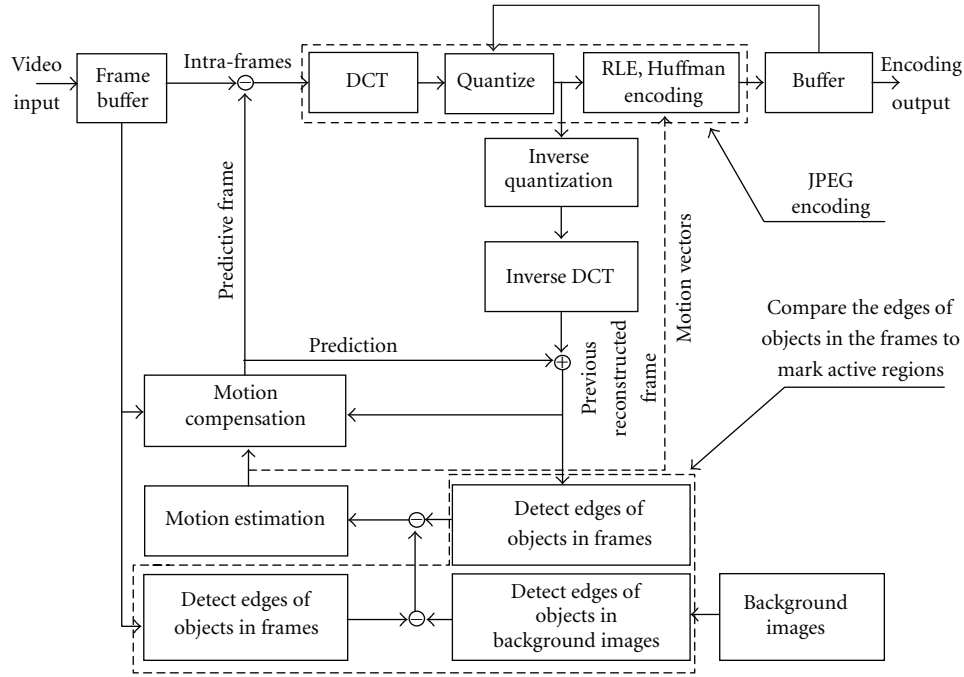 Video
input
Frame
buffer
Intra-frames
DCT
Quantize
RLE, Huffman
encoding
Buffer
Encoding
output
Inverse
quantization
JPEG
encoding
Predictive frame
Inverse DCT
Motion vectors
Compare the edges of
objects in the frames to
mark active regions
Prediction
Previous
reconstructed
frame
Motion
compensation
Motion estimation
Detect edges of
objects in frames
Detect edges of
objects in frames
Detect edges of
objects in
background images
Background
images